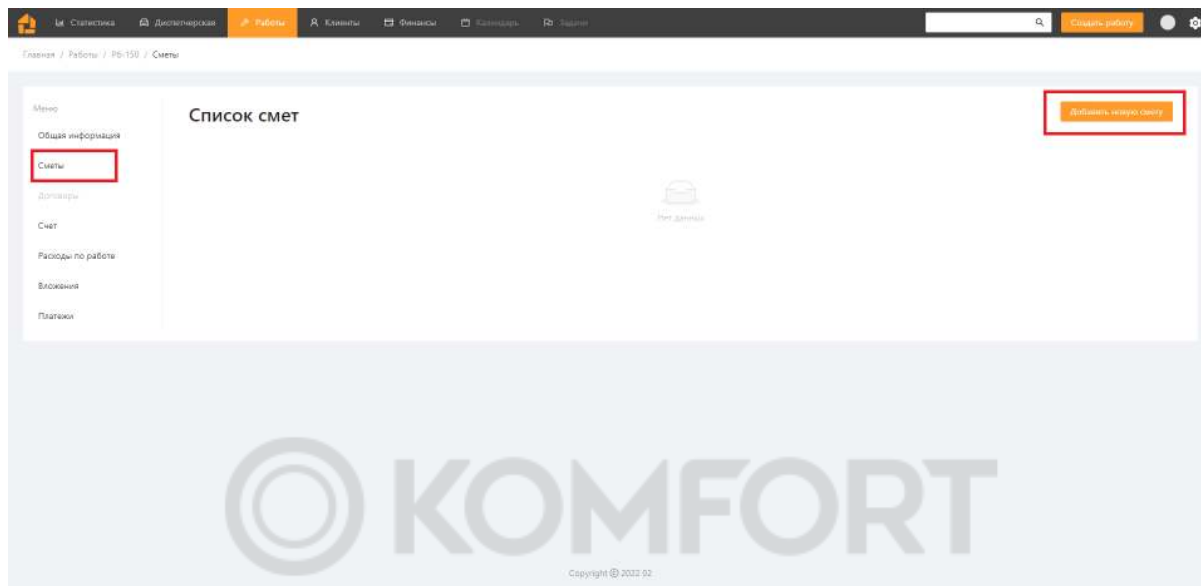 Статистика Диспетчерская Работы Клиенты Финансы Календарь Задачи Создать работу
Главная / Работы / Рб-150 / Сметы
Меню
Список смет
Добавить новую смету
Общая информация
Сметы
Договоры
Нет данных
Счет
Расходы по работе
Вложения
Платежи
KOMFORT
Copyright © 2022 02